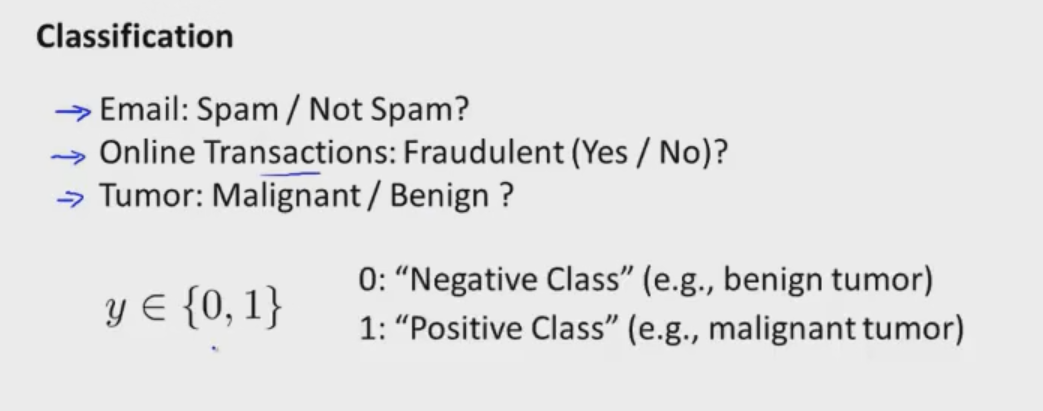 Classification
Email: Spam / Not Spam?
Online Transactions: Fraudulent (Yes / No)?
Tumor: Malignant / Benign ?
0: “Negative Class” (e.g., benign tumor)
y ∈ {0, 1}
1: “Positive Class” (e.g., malignant tumor)